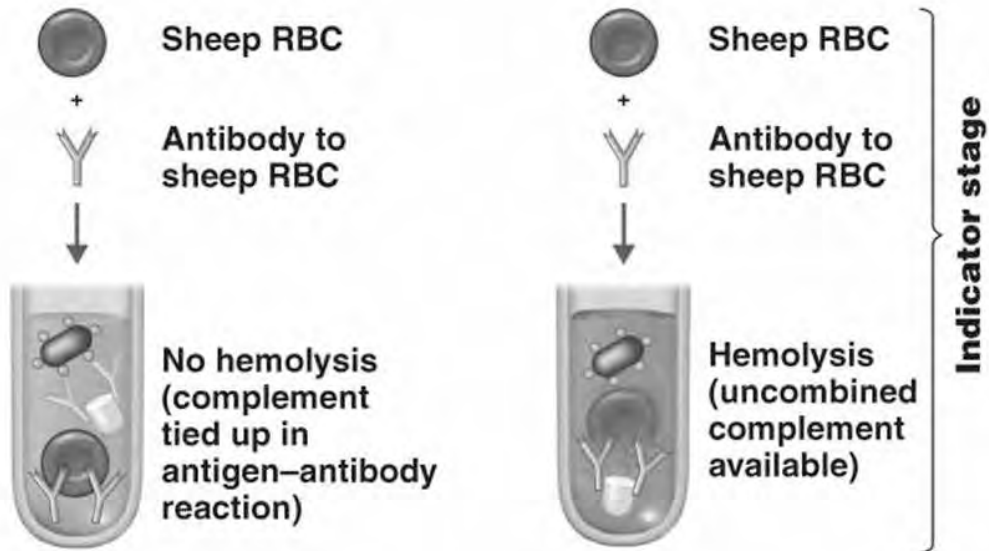 Sheep RBC
+
Antibody to
sheep RBC
No hemolysis
(complement
tied up in
antigen–antibody
reaction)
Sheep RBC
+
Antibody to
sheep RBC
Hemolysis
(uncombined
complement
available)
Indicator stage